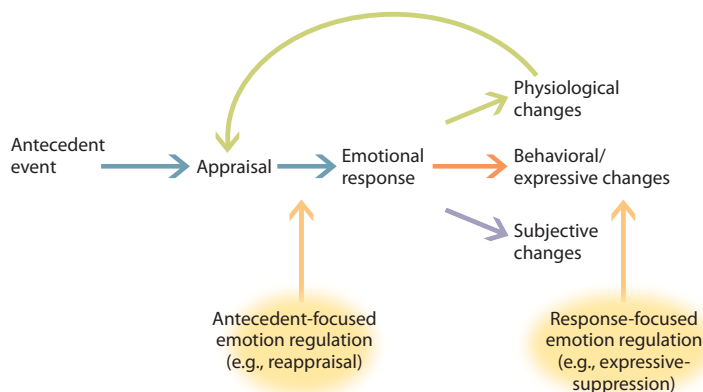 Physiological
changes
Antecedent
event
Appraisal
Emotional
response
Behavioral/
expressive changes
Subjective
changes
Antecedent-focused
emotion regulation
(e.g., reappraisal)
Response-focused
emotion regulation
(e.g., expressive-
suppression)